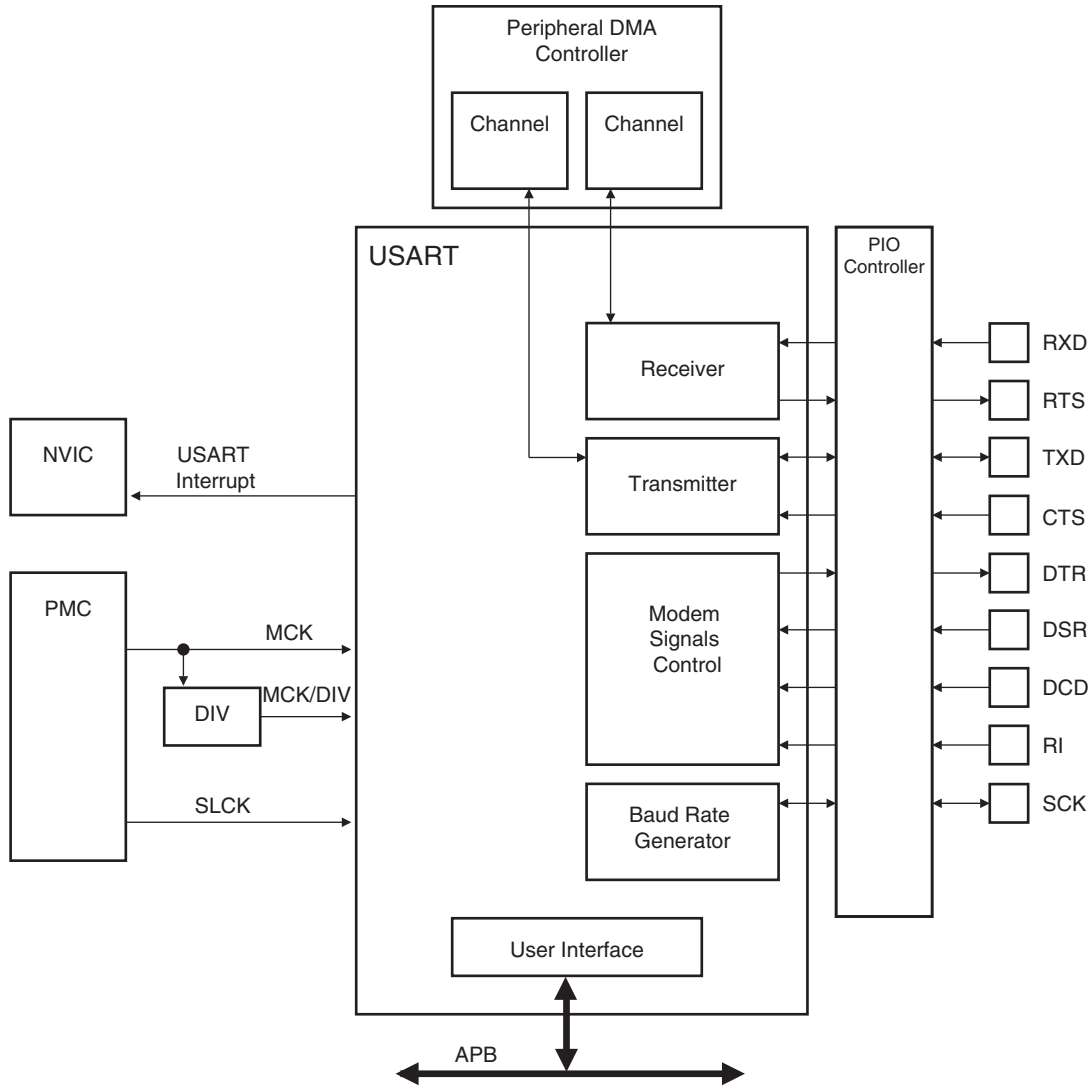 Peripheral DMA
Controller
Channel
Channel
USART
PIO
Controller
Receiver
RXD
RTS
NVIC
USART
Interrupt
Transmitter
TXD
CTS
PMC
MCK
DIV
MCK/DIV
SLCK
Modem
Signals
Control
DTR
DSR
DCD
RI
Baud Rate
Generator
SCK
User Interface
APB